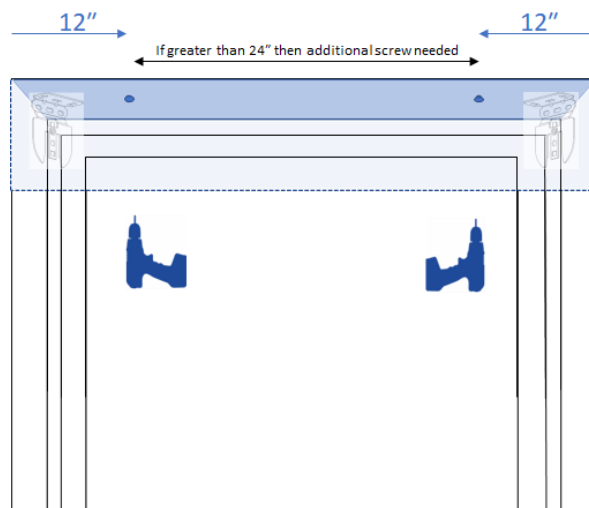 12” 12”
If greater than 24” then additional screw needed